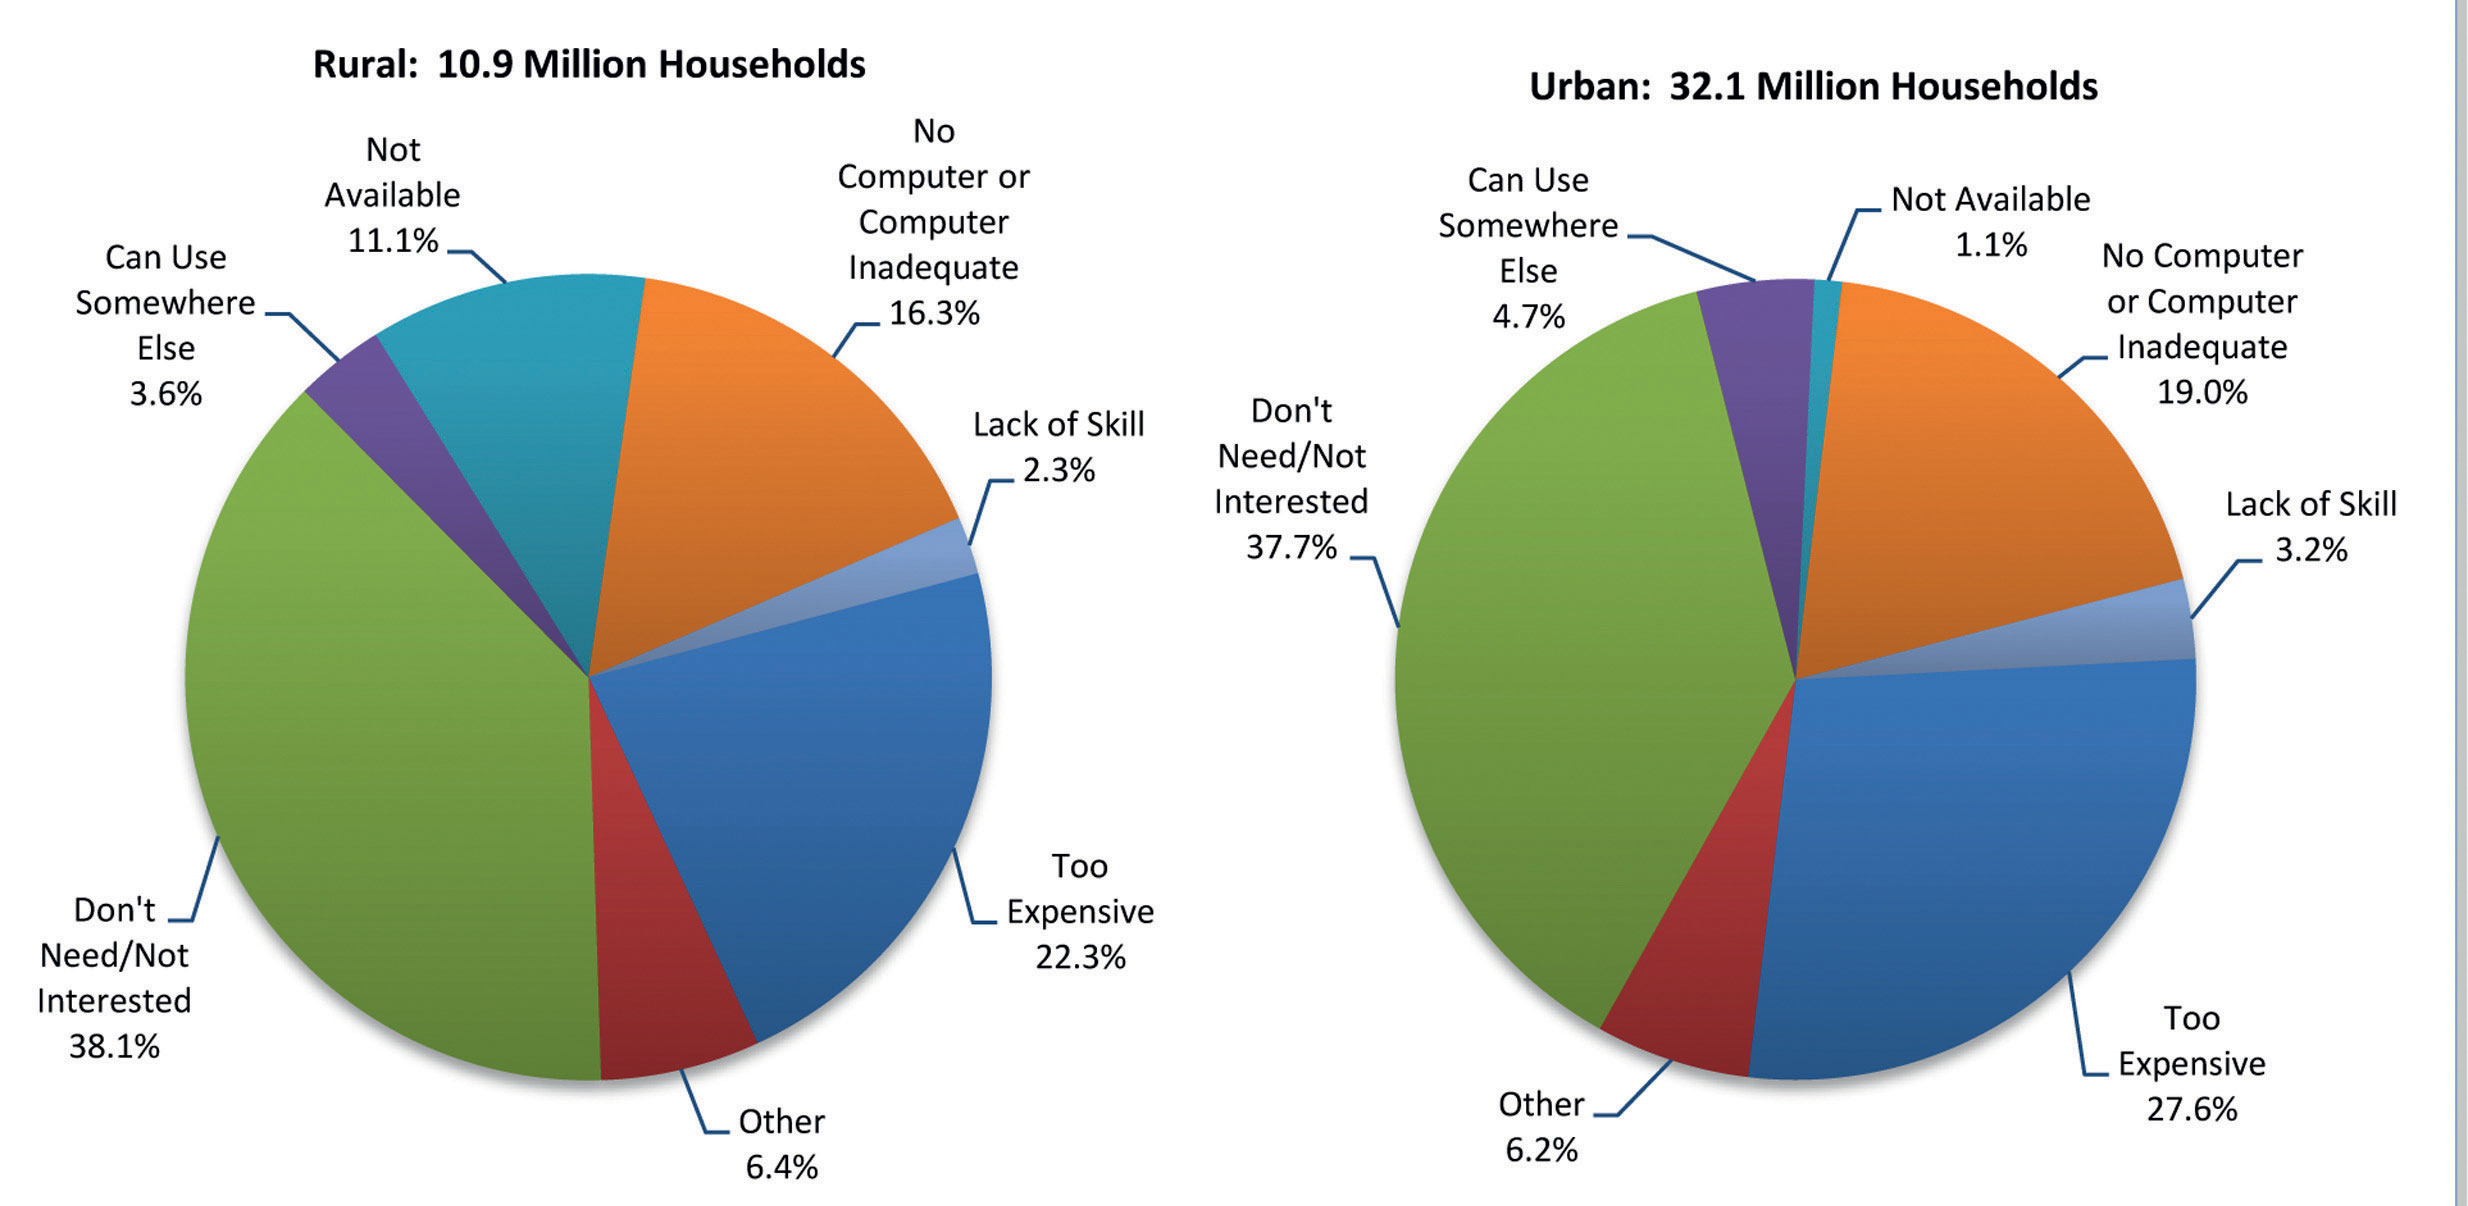 Rural:  10.9 Million Households
Not
Available
11.1%
No
Computer or
Computer
Inadequate
16.3%
Can Use
Somewhere
Else
3.6%
Lack of Skill
2.3%
Too
Expensive
22.3%
Don't
Need/Not
Interested
38.1%
Other
6.4%
Urban:  32.1 Million Households
Can Use
Somewhere
Else
4.7%
Not Available
1.1%
No Computer
or Computer
Inadequate
19.0%
Don't
Need/Not
Interested
37.7%
Lack of Skill
3.2%
Too
Expensive
27.6%
Other
6.2%